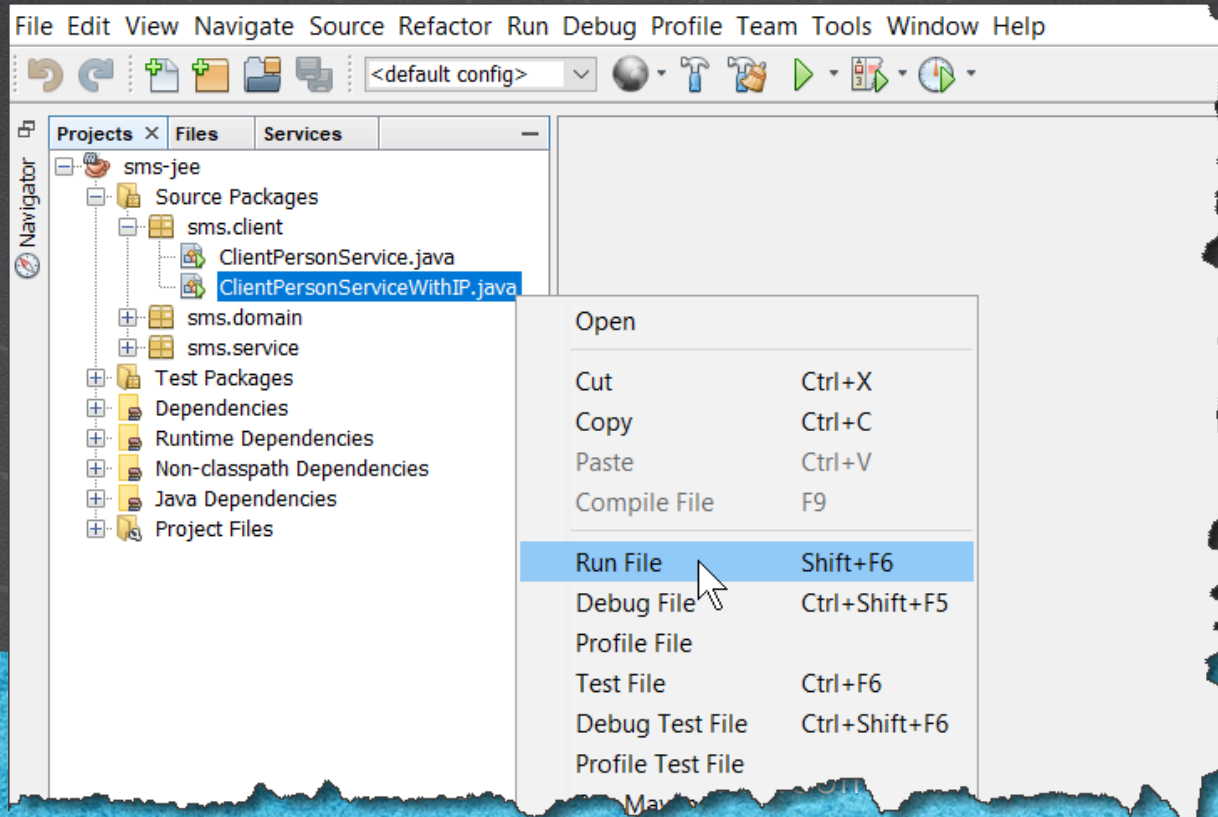 File Edit View Navigate Source Refactor Run Debug Profile Team Tools Window Help
<default config>
Projects Files Services
Navigator
sms-jee
Source Packages
sms.client
ClientPersonService.java
ClientPersonServiceWithIP.java
sms.domain
sms.service
Test Packages
Dependencies
Runtime Dependencies
Non-classpath Dependencies
Java Dependencies
Project Files
Open
Cut Ctrl+X
Copy Ctrl+C
Paste Ctrl+V
Compile File F9
Run File Shift+F6
Debug File Ctrl+Shift+F5
Profile File
Test File Ctrl+F6
Debug Test File Ctrl+Shift+F6
Profile Test File